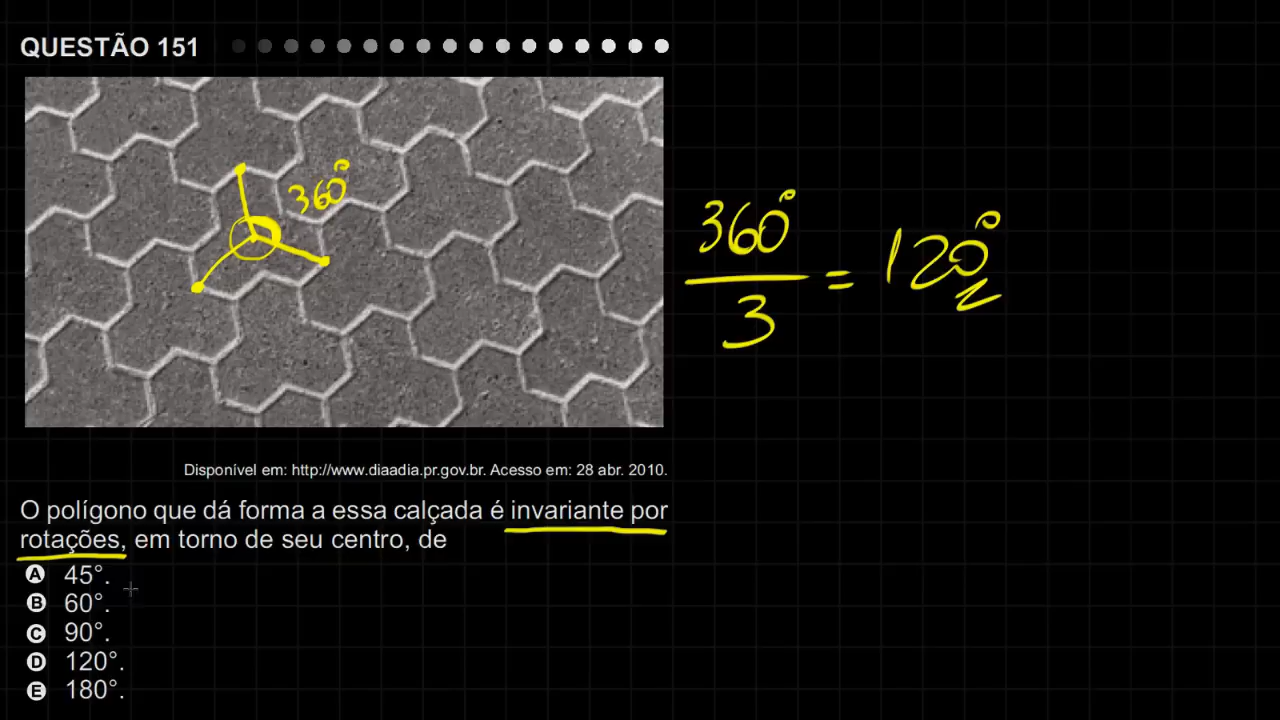 QUESTÃO 151
360°
Disponível em: http://www.diaadia.pr.gov.br. Acesso em: 28 abr. 2010.
O polígono que dá forma a essa calçada é invariante por
rotações, em torno de seu centro, de
A 45°.
B 60°.
C 90°.
D 120°.
E 180°.
360°
3
= 120°